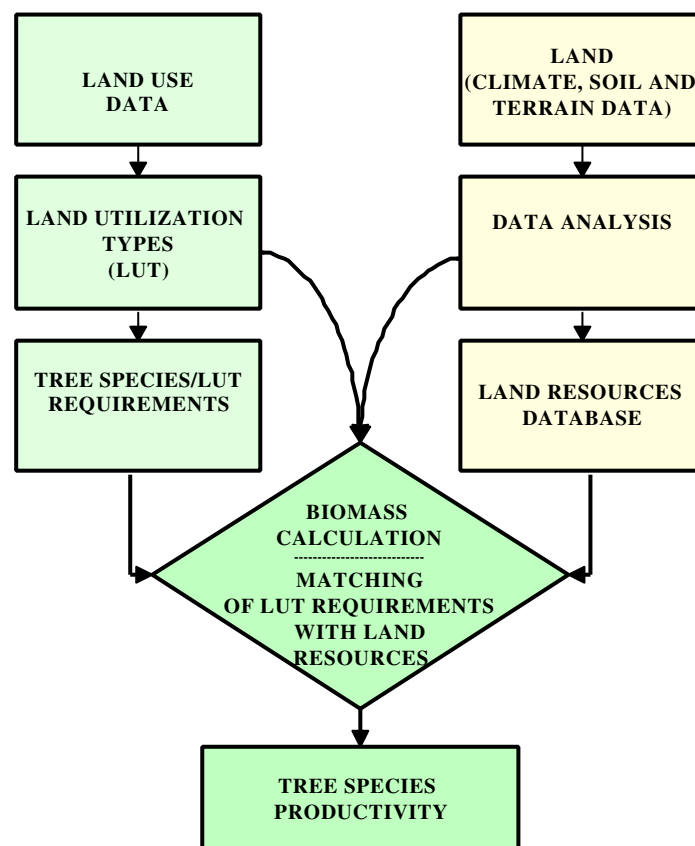 LAND USE
DATA
LAND
(CLIMATE, SOIL AND
TERRAIN DATA)
LAND UTILIZATION
TYPES
(LUT)
DATA ANALYSIS
TREE SPECIES/LUT
REQUIREMENTS
LAND RESOURCES
DATABASE
BIOMASS
CALCULATION
----------------------------
MATCHING
OF LUT REQUIREMENTS
WITH LAND
RESOURCES
TREE SPECIES
PRODUCTIVITY